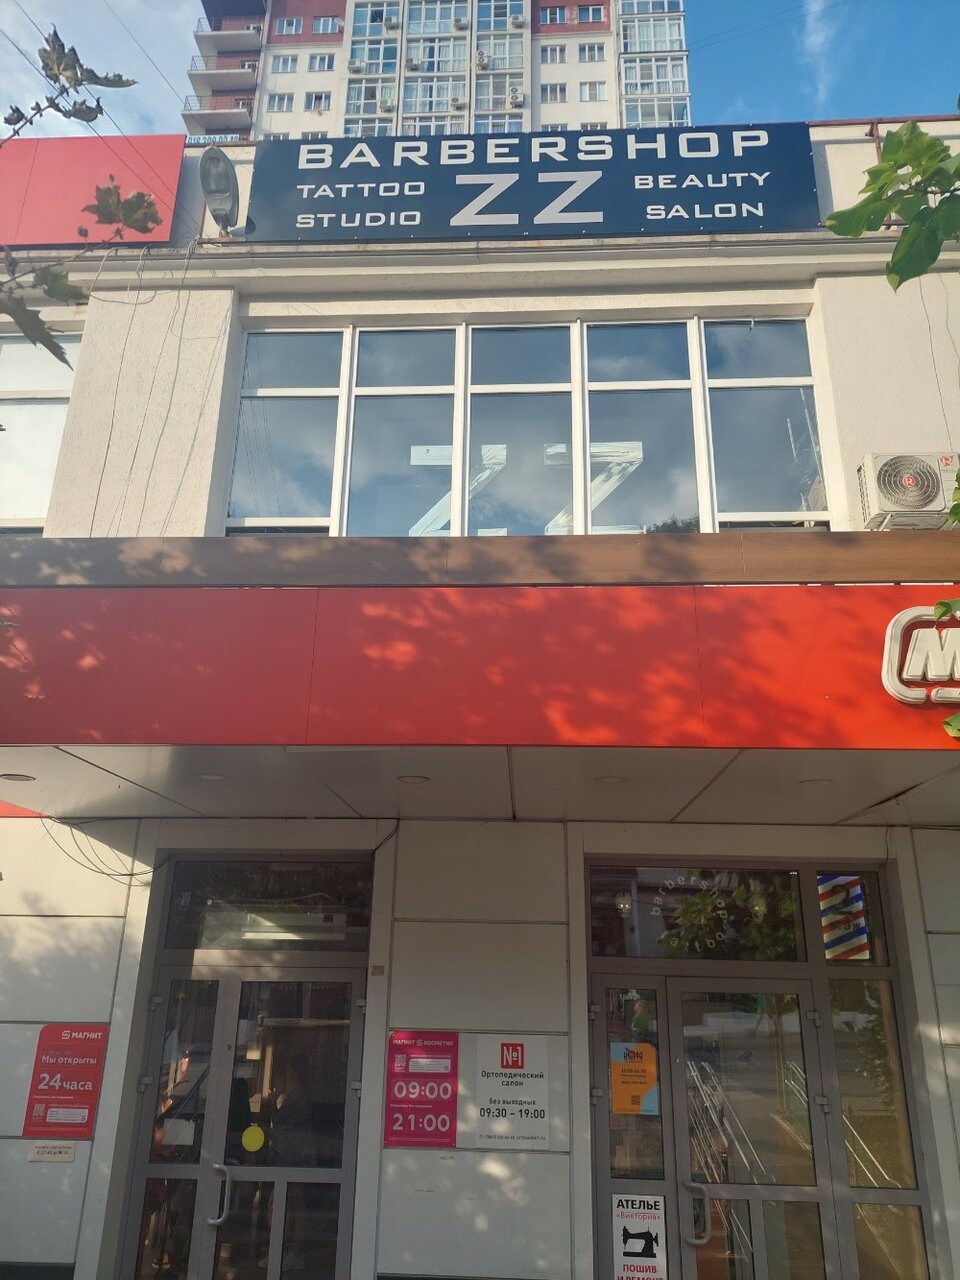 BARBERSHOP
TATTOO
STUDIO
ZZ
BEAUTY
SALON
ZZ
М
МАГНИТ
Мы открыты
24 часа
МАГНИТ КОСМЕТИК
09:00
21:00
№1
Ортопедический
салон
без выходных
09:30 – 19:00
АТЕЛЬЕ
«Виктория»
ПОШИВ
И РЕМОНТ